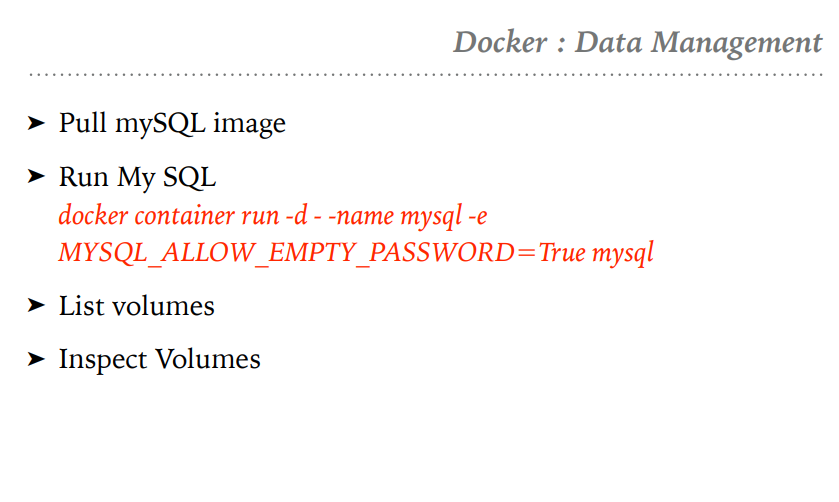 Docker : Data Management
➤ Pull mySQL image
➤ Run My SQL
docker container run -d - -name mysql -e
MYSQL_ALLOW_EMPTY_PASSWORD=True mysql
➤ List volumes
➤ Inspect Volumes